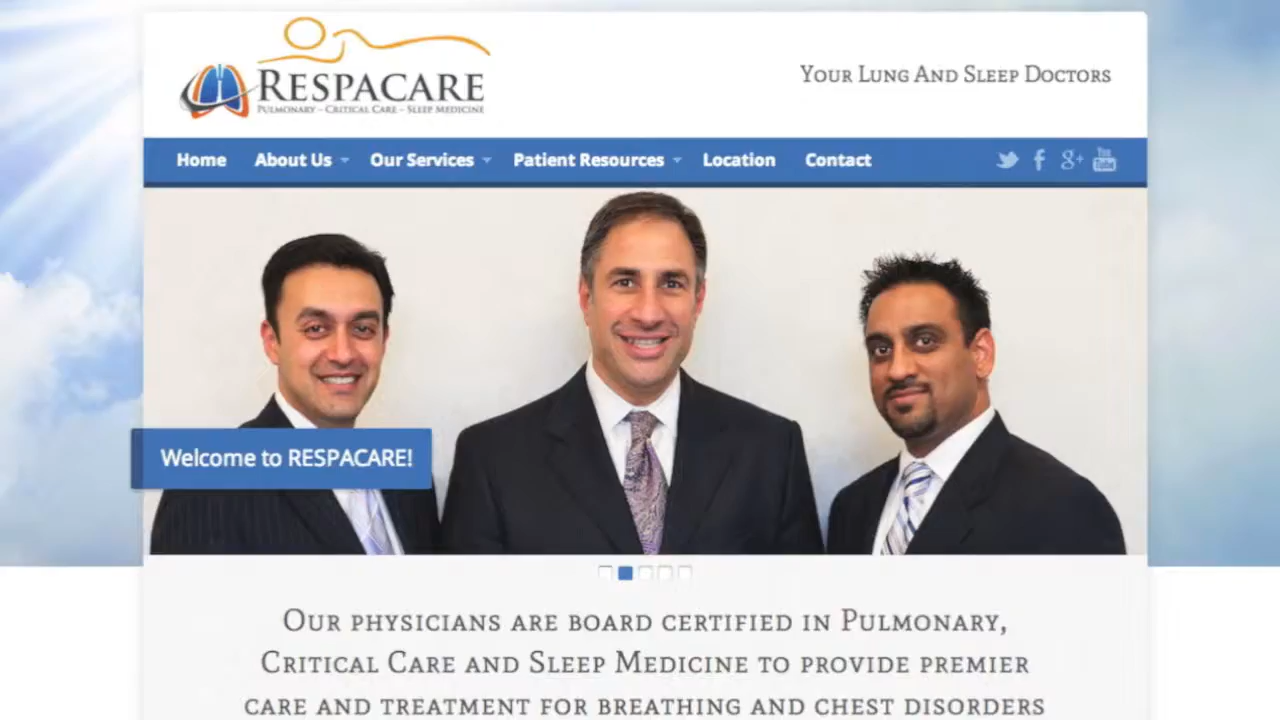 RESPACARE
PULMONARY – CRITICAL CARE – SLEEP MEDICINE
YOUR LUNG AND SLEEP DOCTORS
Home About Us Our Services Patient Resources Location Contact
You Tube
Welcome to RESPACARE!
OUR PHYSICIANS ARE BOARD CERTIFIED IN PULMONARY,
CRITICAL CARE AND SLEEP MEDICINE TO PROVIDE PREMIER
CARE AND TREATMENT FOR BREATHING AND CHEST DISORDERS